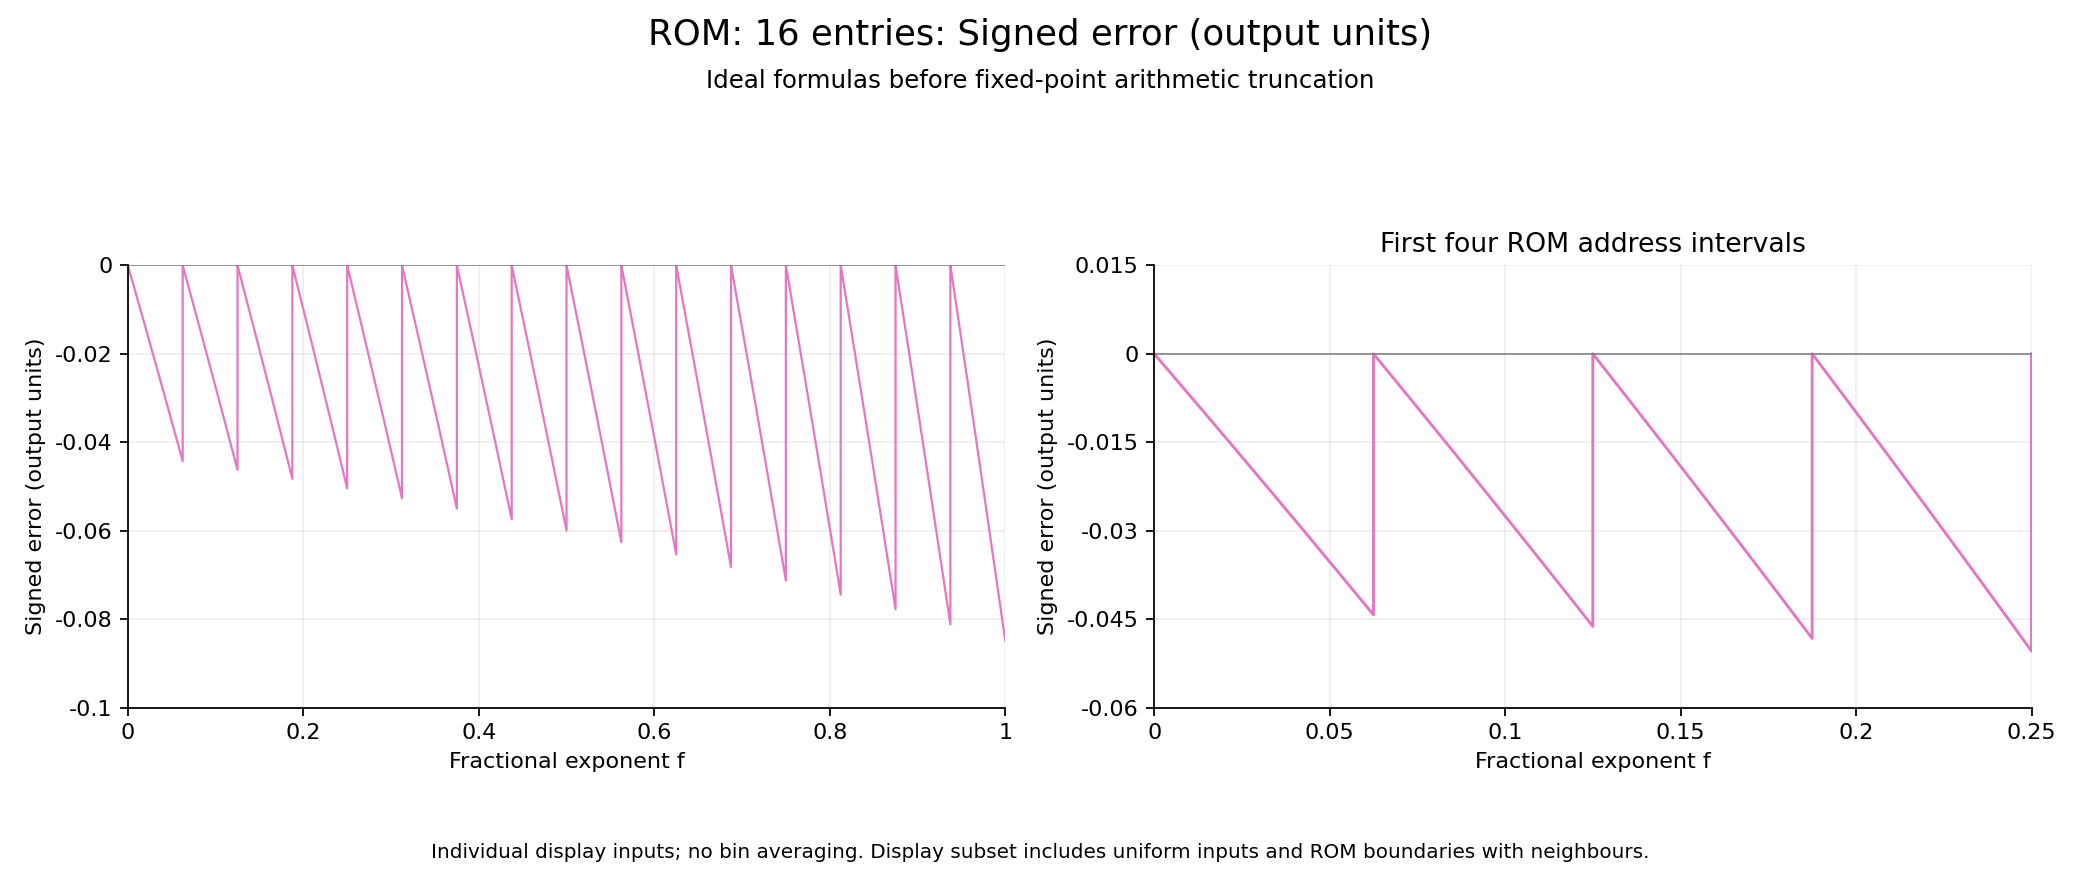 ROM: 16 entries: Signed error (output units)
Ideal formulas before fixed-point arithmetic truncation
Signed error (output units)
0
-0.02
-0.04
-0.06
-0.08
-0.1
0 0.2 0.4 0.6 0.8 1
Fractional exponent f
First four ROM address intervals
Signed error (output units)
0.015
0
-0.015
-0.03
-0.045
-0.06
0 0.05 0.1 0.15 0.2 0.25
Fractional exponent f
Individual display inputs; no bin averaging. Display subset includes uniform inputs and ROM boundaries with neighbours.